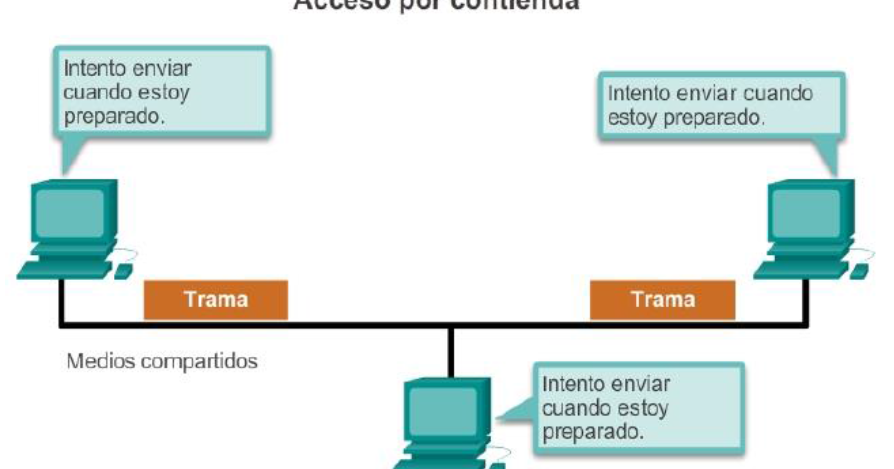 Acceso por contienda
Intento enviar
cuando estoy
preparado.
Intento enviar cuando
estoy preparado.
Trama
Trama
Medios compartidos
Intento enviar
cuando estoy
preparado.